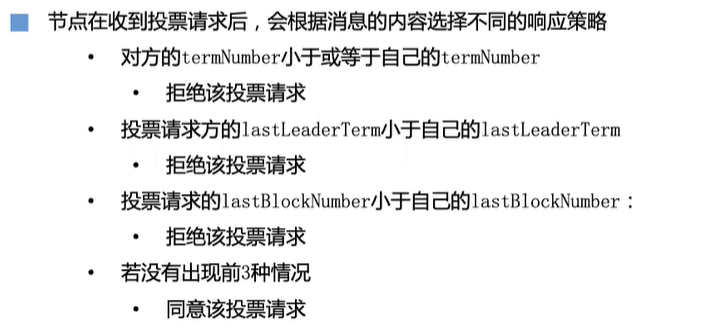 节点在收到投票请求后，会根据消息的内容选择不同的响应策略
• 对方的termNumber小于或等于自己的termNumber
• 拒绝该投票请求
• 投票请求方的lastLeaderTerm小于自己的lastLeaderTerm
• 拒绝该投票请求
• 投票请求的lastBlockNumber小于自己的lastBlockNumber：
• 拒绝该投票请求
• 若没有出现前3种情况
• 同意该投票请求